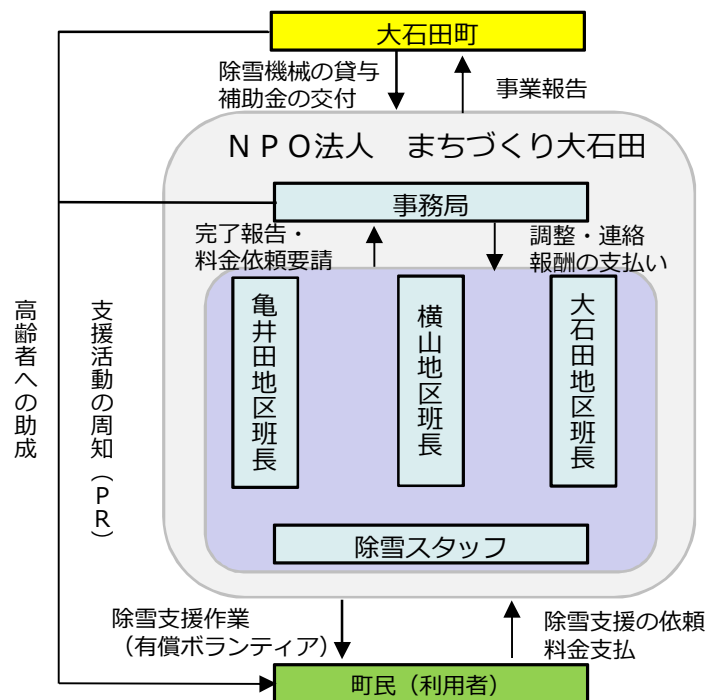 大石田町
除雪機械の貸与
補助金の交付
事業報告
ＮＰＯ法人　まちづくり大石田
事務局
完了報告・
料金依頼要請
調整・連絡
報酬の支払い
亀井田地区班長
横山地区班長
大石田地区班長
高齢者への助成
支援活動の周知（ＰＲ）
除雪スタッフ
除雪支援作業
（有償ボランティア）
除雪支援の依頼
料金支払
町民（利用者）